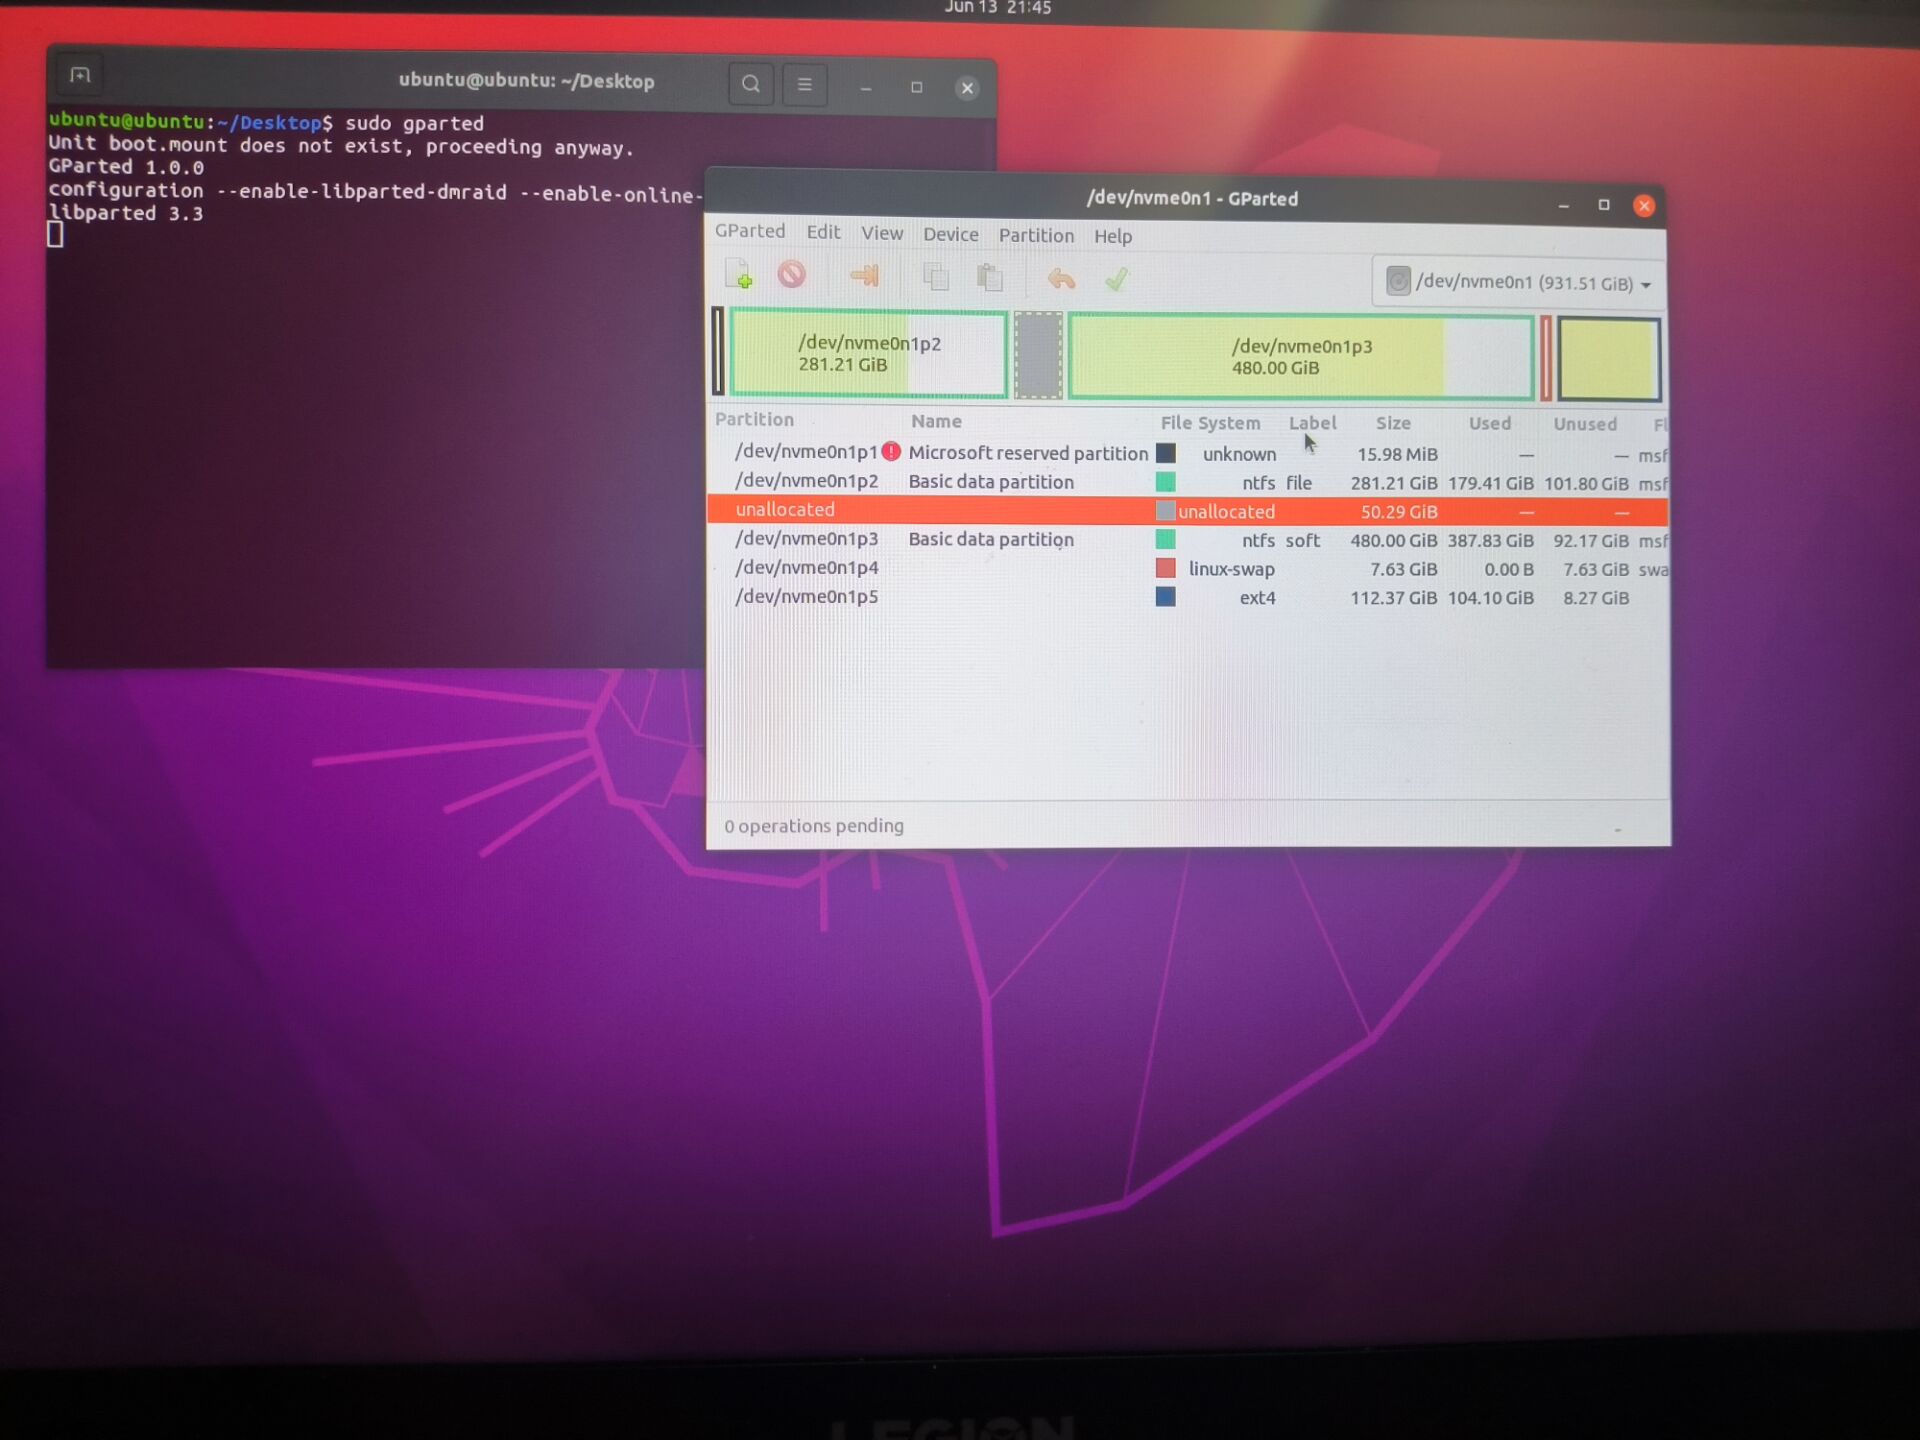 Jun 13 21:45
ubuntu@ubuntu: ~/Desktop
ubuntu@ubuntu:~/Desktop$ sudo gparted
Unit boot.mount does not exist, proceeding anyway.
GParted 1.0.0
configuration --enable-libparted-dmraid --enable-online-
libparted 3.3
/dev/nvme0n1 - GParted
GParted Edit View Device Partition Help
/dev/nvme0n1 (931.51 GiB)
/dev/nvme0n1p2
281.21 GiB
/dev/nvme0n1p3
480.00 GiB
Partition Name File System Label Size Used Unused Fl
/dev/nvme0n1p1 Microsoft reserved partition unknown 15.98 MiB — — msf
/dev/nvme0n1p2 Basic data partition ntfs file 281.21 GiB 179.41 GiB 101.80 GiB msf
unallocated unallocated 50.29 GiB — —
/dev/nvme0n1p3 Basic data partition ntfs soft 480.00 GiB 387.83 GiB 92.17 GiB msf
/dev/nvme0n1p4 linux-swap 7.63 GiB 0.00 B 7.63 GiB swa
/dev/nvme0n1p5 ext4 112.37 GiB 104.10 GiB 8.27 GiB
0 operations pending
LEGION